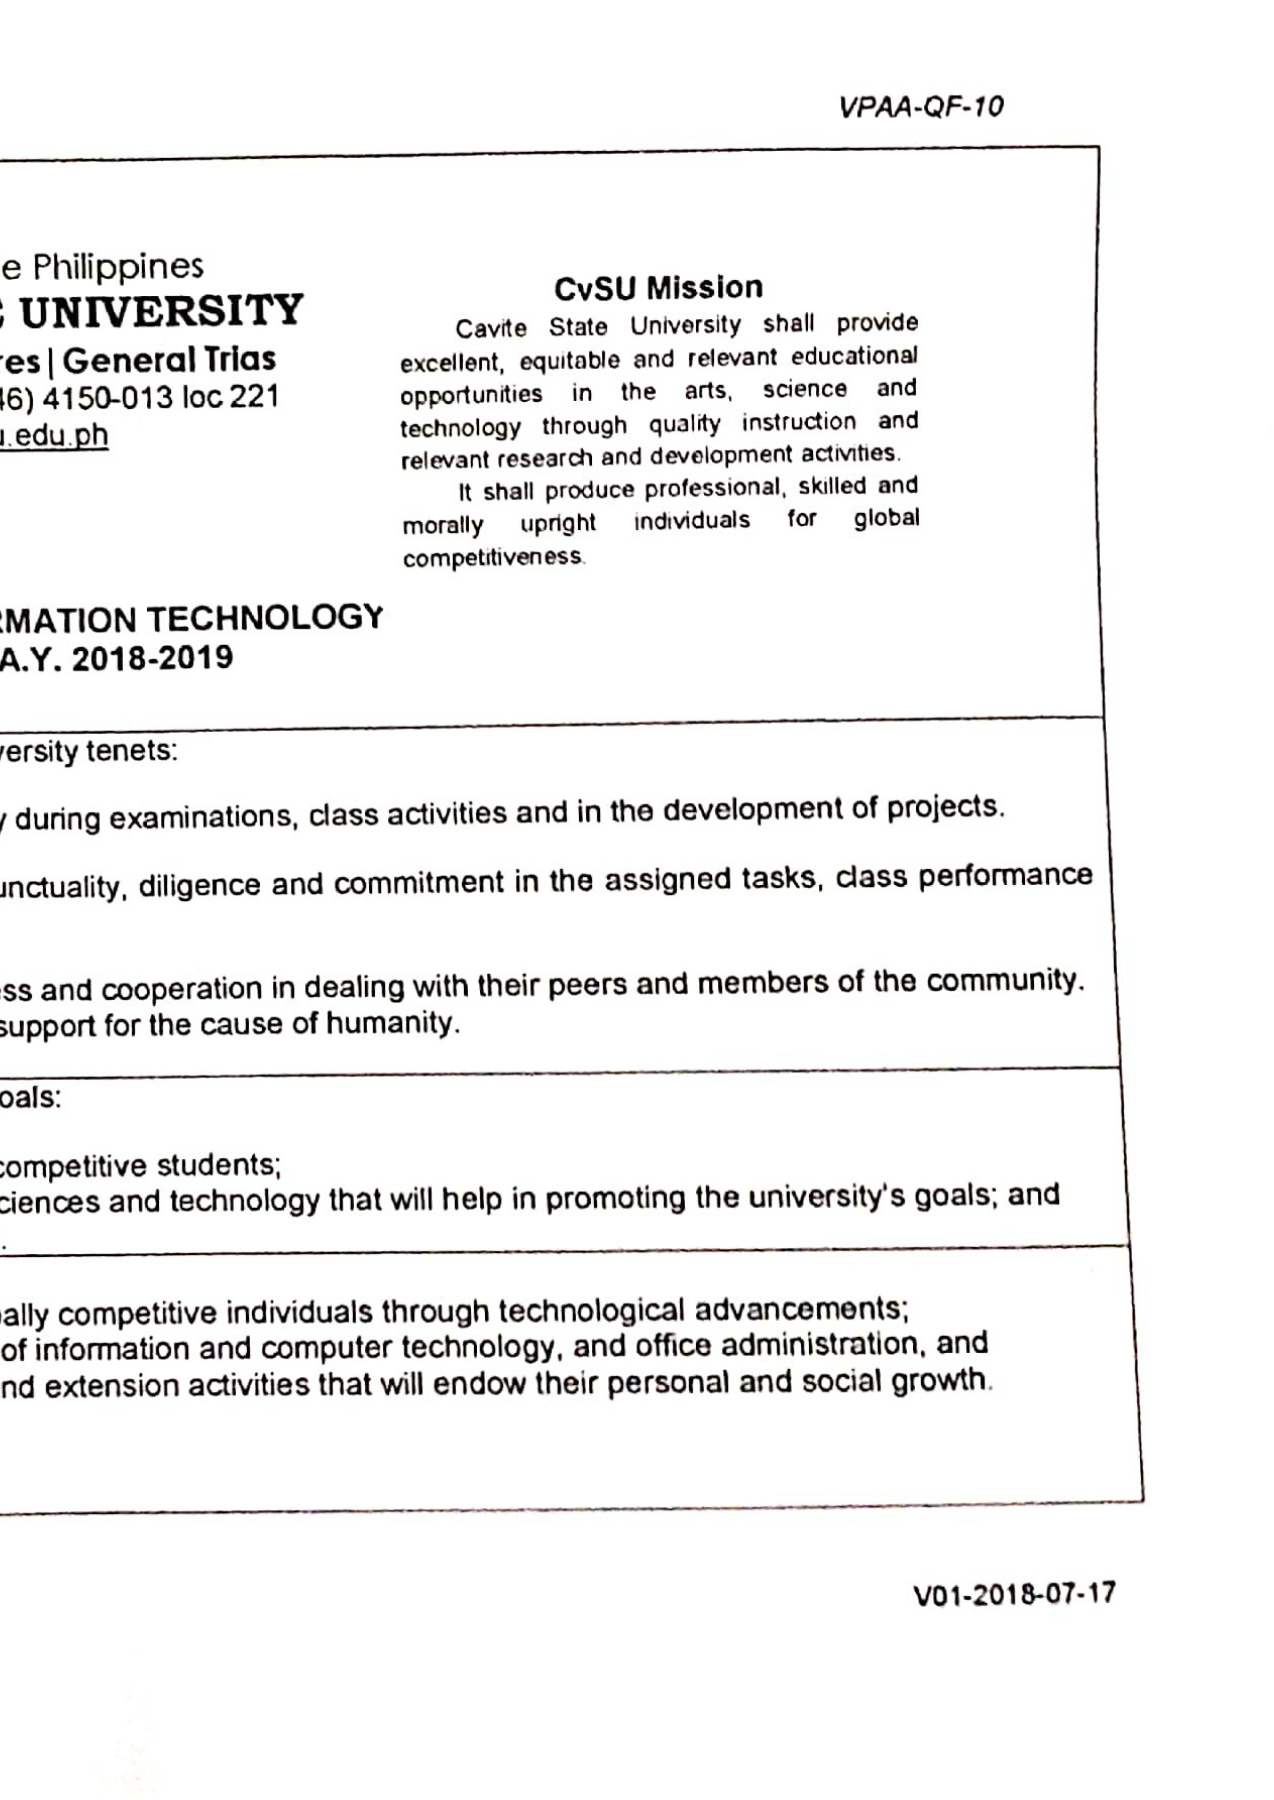 VPAA-QF-10
e Philippines
UNIVERSITY
res | General Trias
46) 4150-013 loc 221
u.edu.ph
CvSU Mission
Cavite State University shall provide
excellent, equitable and relevant educational
opportunities in the arts, science and
technology through quality instruction and
relevant research and development activities.
It shall produce professional, skilled and
morally upright individuals for global
competitiveness.
RMATION TECHNOLOGY
A.Y. 2018-2019
versity tenets:
y during examinations, class activities and in the development of projects.
unctuality, diligence and commitment in the assigned tasks, class performance
ess and cooperation in dealing with their peers and members of the community.
support for the cause of humanity.
oals:
competitive students;
ciences and technology that will help in promoting the university's goals; and
.
bally competitive individuals through technological advancements;
of information and computer technology, and office administration, and
nd extension activities that will endow their personal and social growth.
V01-2018-07-17